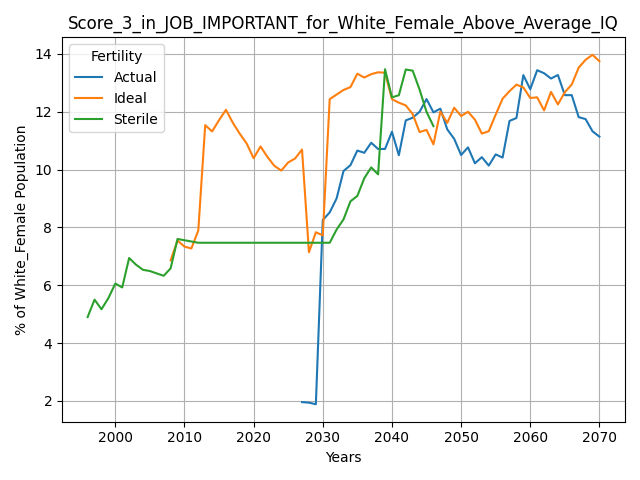 Score_3_in_JOB_IMPORTANT_for_White_Female_Above_Average_IQ
Fertility
Actual
Ideal
Sterile
% of White_Female Population
14
12
10
8
6
4
2
2000
2010
2020
2030
2040
2050
2060
2070
Years